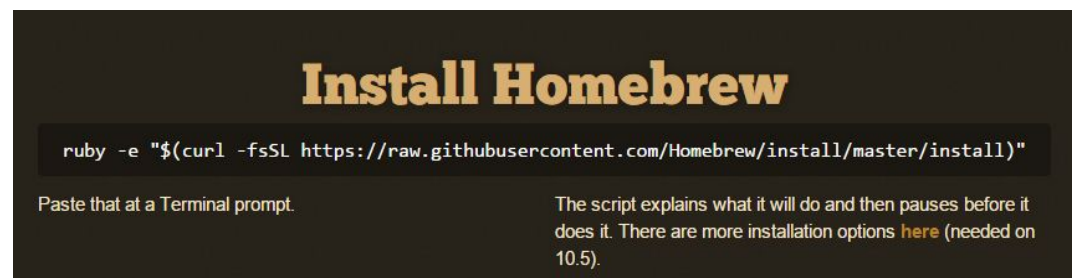 Install Homebrew
ruby -e "$(curl -fsSL https://raw.githubusercontent.com/Homebrew/install/master/install)"
Paste that at a Terminal prompt.
The script explains what it will do and then pauses before it
does it. There are more installation options here (needed on
10.5).